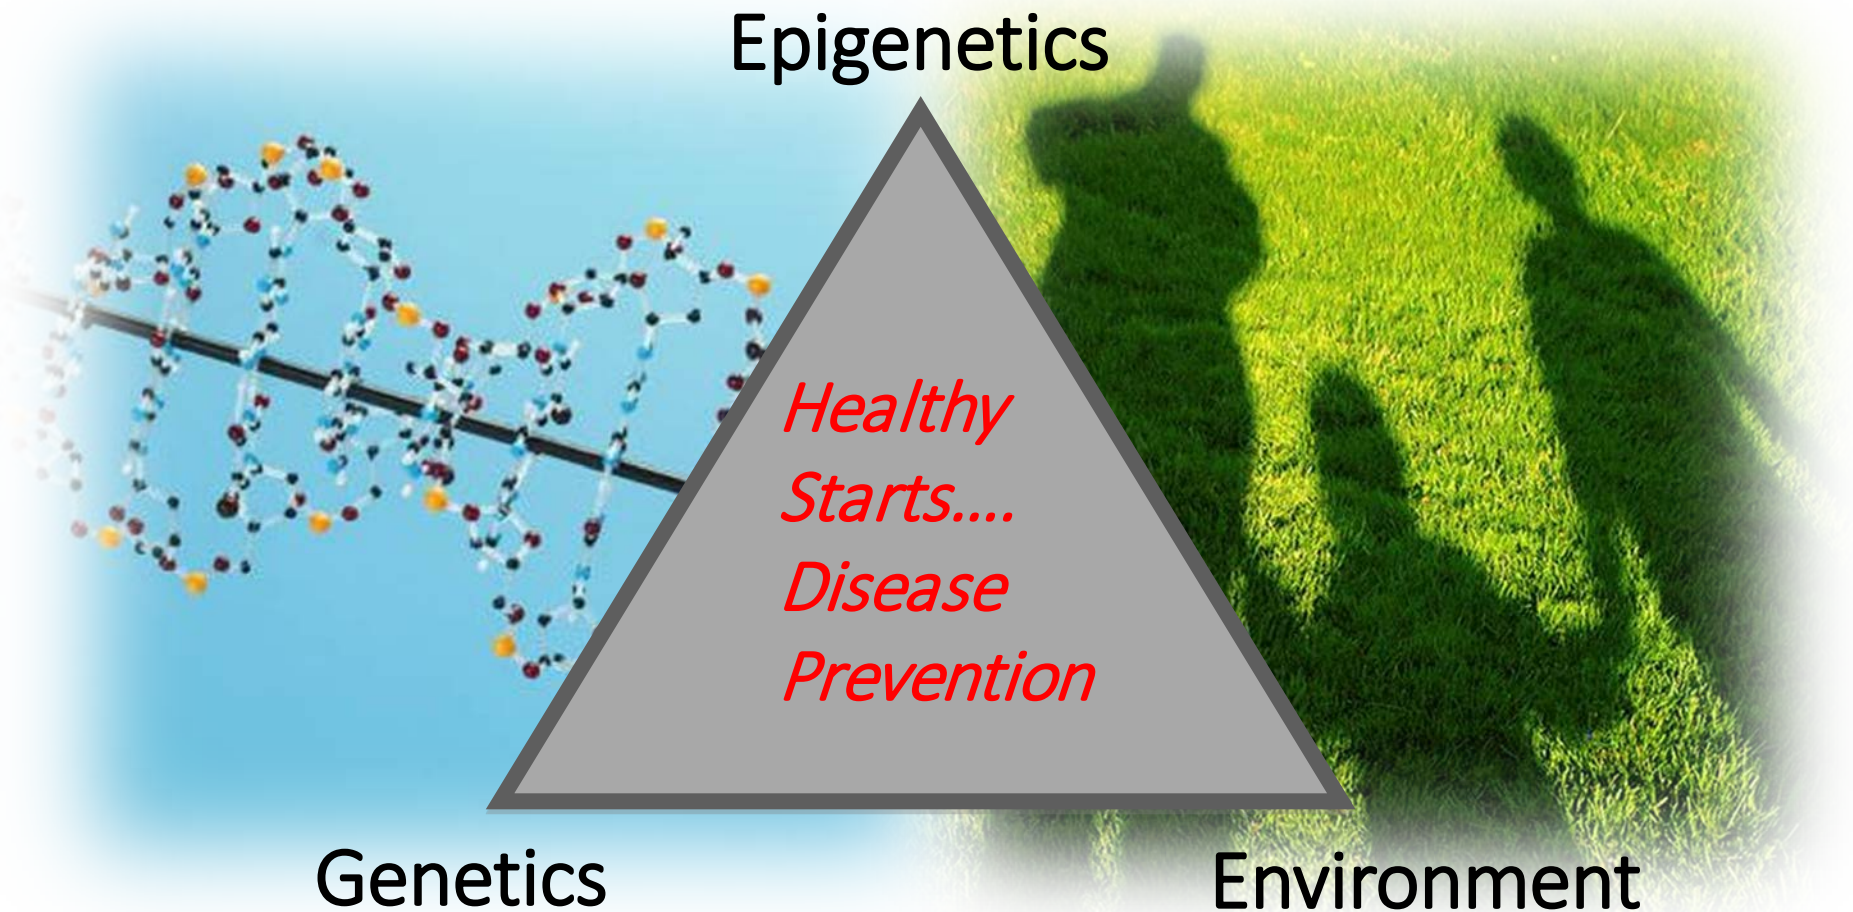 Epigenetics
Healthy
Starts....
Disease
Prevention
Genetics
Environment